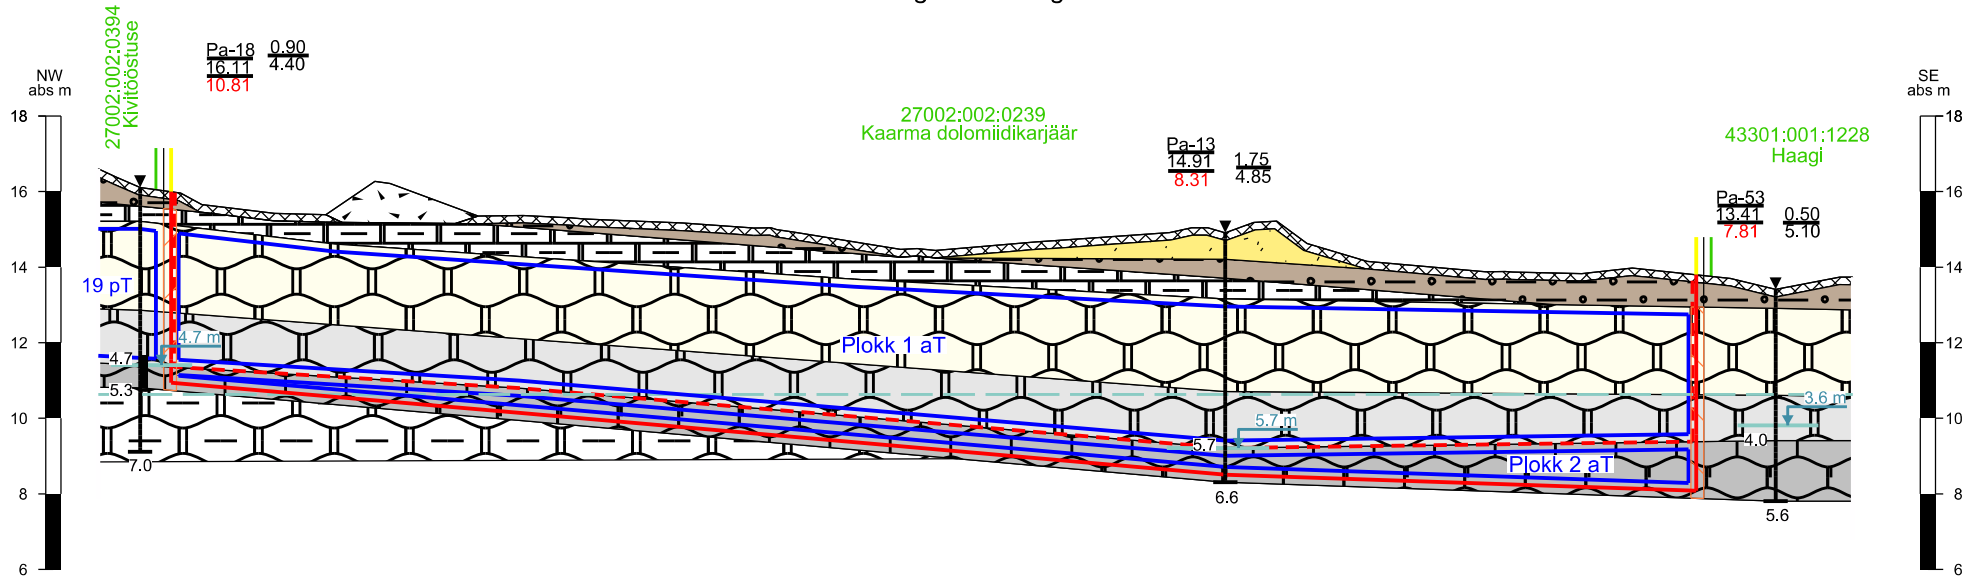 27002:002:0394
Kivitööstuse
Pa-18 0.90
16.11 4.40
10.81
NW
abs m
SE
abs m
27002:002:0239
Kaarma dolomiidikarjäär
Pa-13 1.75
14.91 4.85
8.31
43301:001:1228
Haagi
Pa-53 0.50
13.41 5.10
7.81
18
16
14
12
10
8
6
18
16
14
12
10
8
6
19 pT
4.7 m
4.7
5.3
7.0
Plokk 1 aT
5.7 m
5.7
6.6
Plokk 2 aT
3.6 m
4.0
5.6